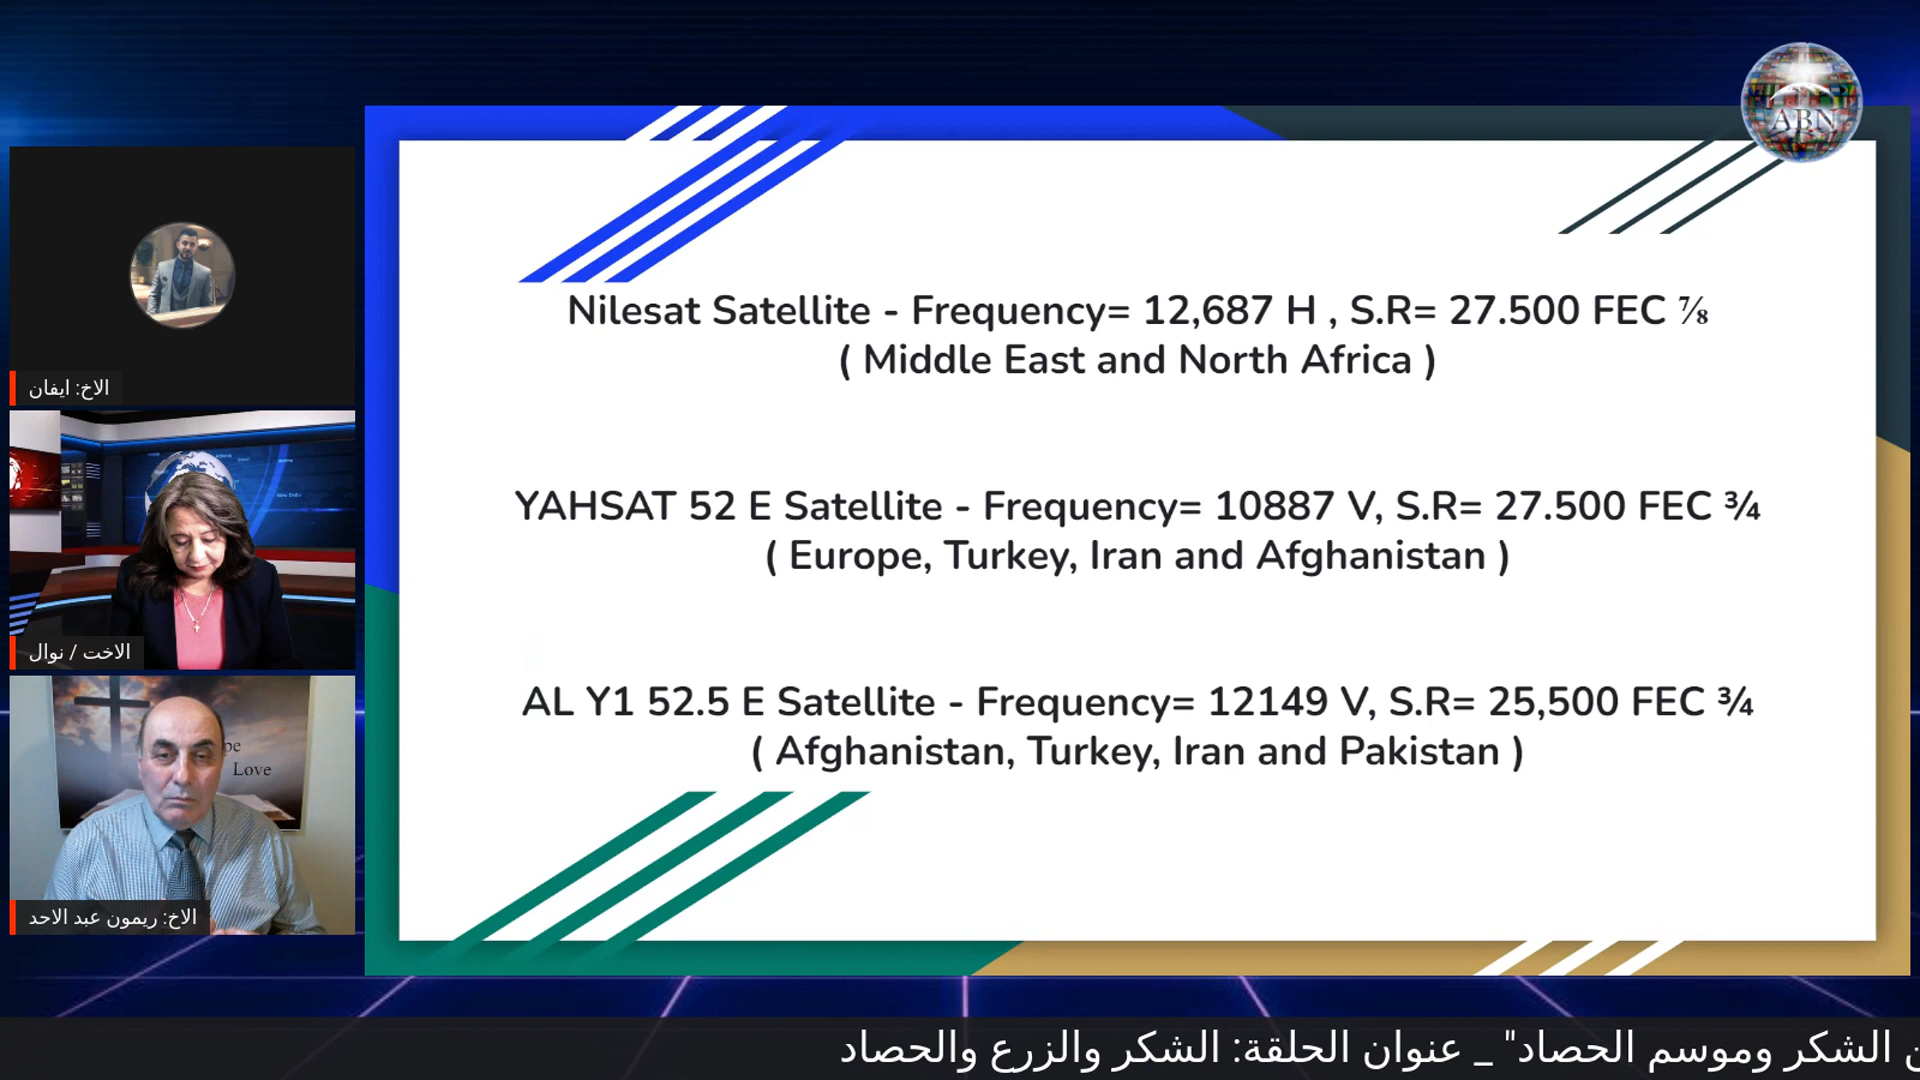 ABN
Nilesat Satellite - Frequency= 12,687 H , S.R= 27.500 FEC ⅞
( Middle East and North Africa )
YAHSAT 52 E Satellite - Frequency= 10887 V, S.R= 27.500 FEC ¾
( Europe, Turkey, Iran and Afghanistan )
AL Y1 52.5 E Satellite - Frequency= 12149 V, S.R= 25,500 FEC ¾
( Afghanistan, Turkey, Iran and Pakistan )
الاخ: ايفان
الاخت / نوال
Love
الاخ: ريمون عبد الاحد
الشكر وموسم الحصاد" _ عنوان الحلقة: الشكر والزرع والحصاد